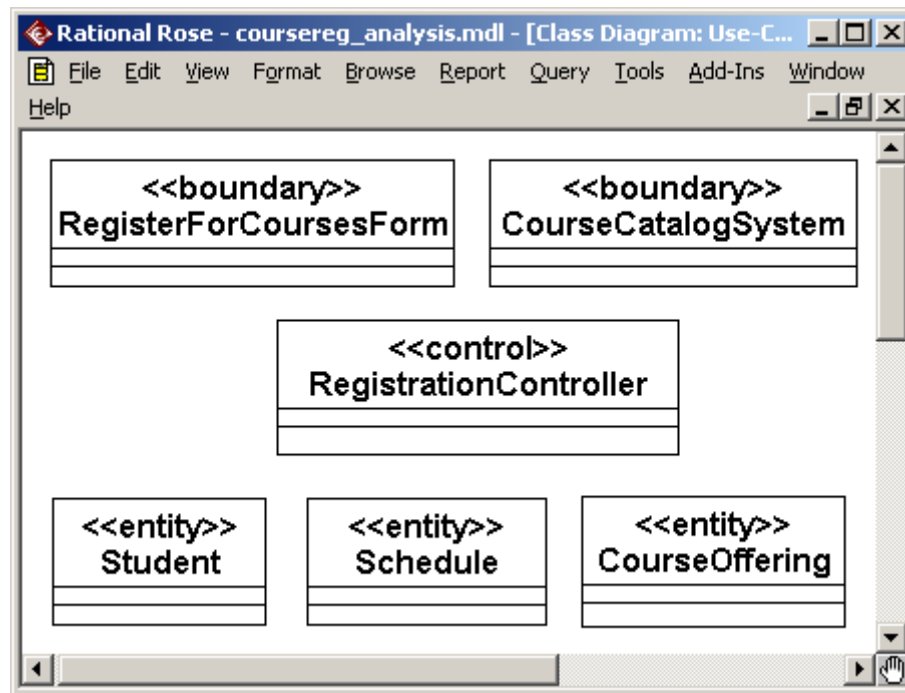 Rational Rose - coursereg_analysis.mdl - [Class Diagram: Use-C...
File Edit View Format Browse Report Query Tools Add-Ins Window
Help
<<boundary>>
RegisterForCoursesForm
<<boundary>>
CourseCatalogSystem
<<control>>
RegistrationController
<<entity>>
Student
<<entity>>
Schedule
<<entity>>
CourseOffering